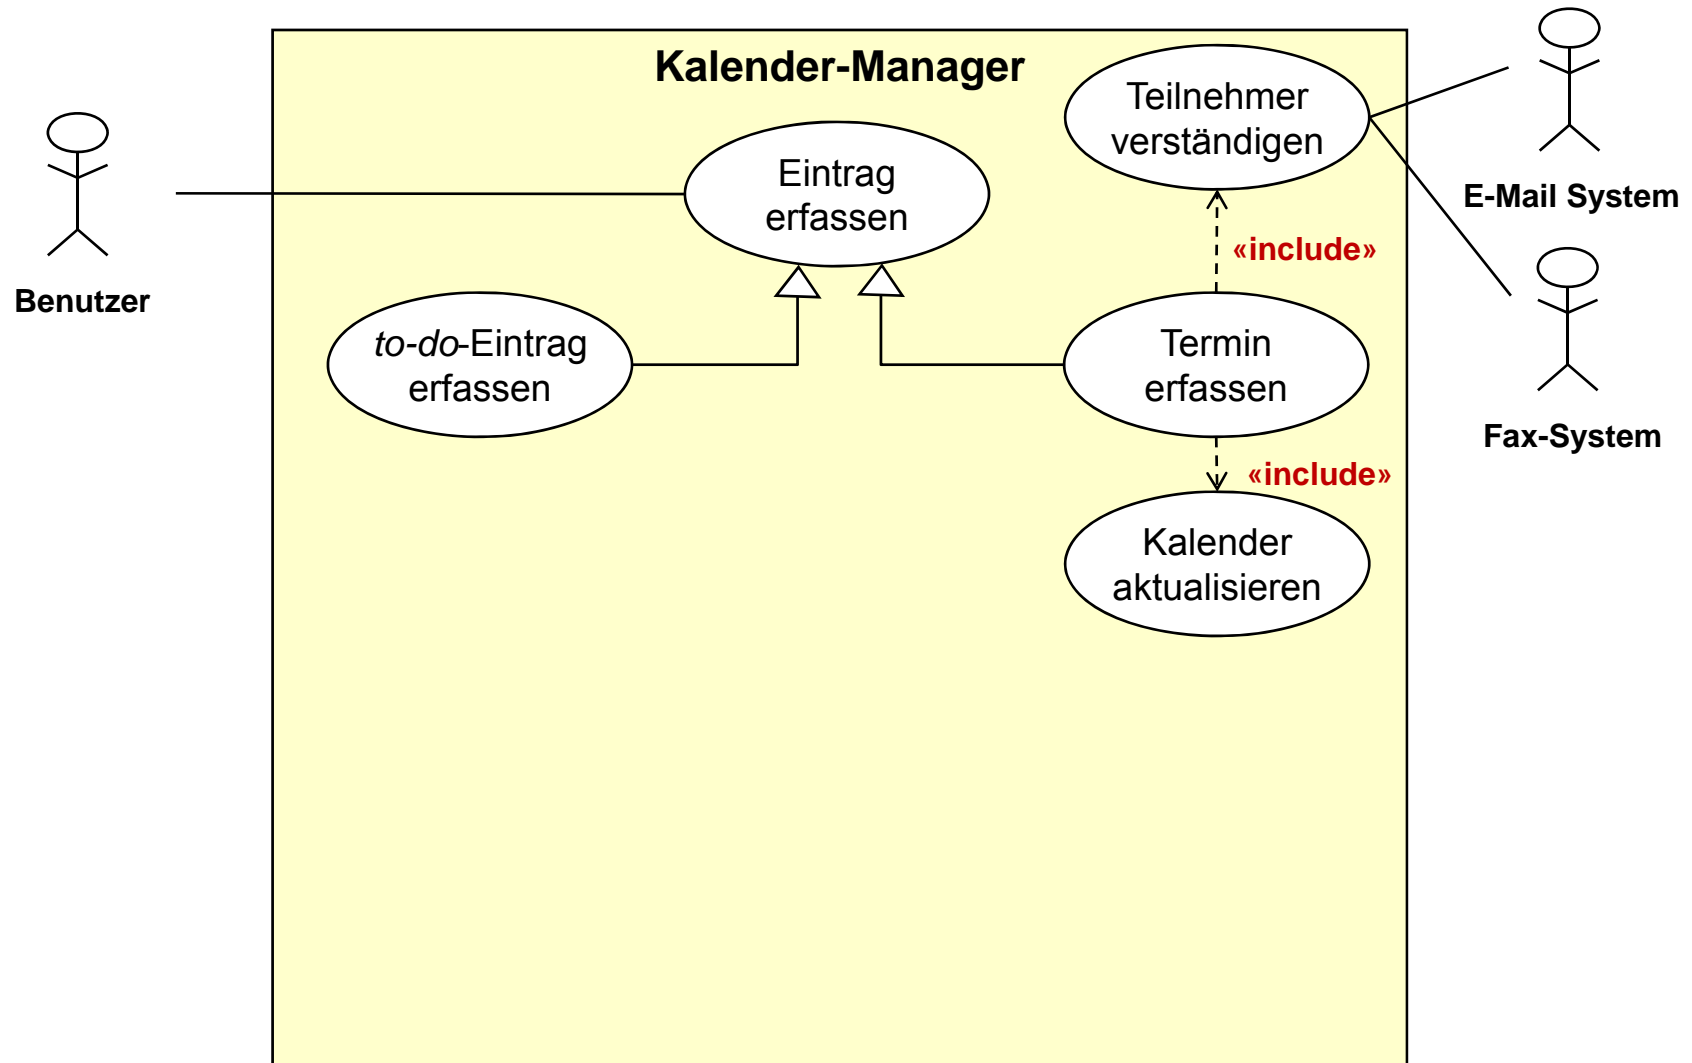 Kalender-Manager
Teilnehmer
verständigen
E-Mail System
Eintrag
erfassen
«include»
Benutzer
to-do-Eintrag
erfassen
Termin
erfassen
Fax-System
«include»
Kalender
aktualisieren